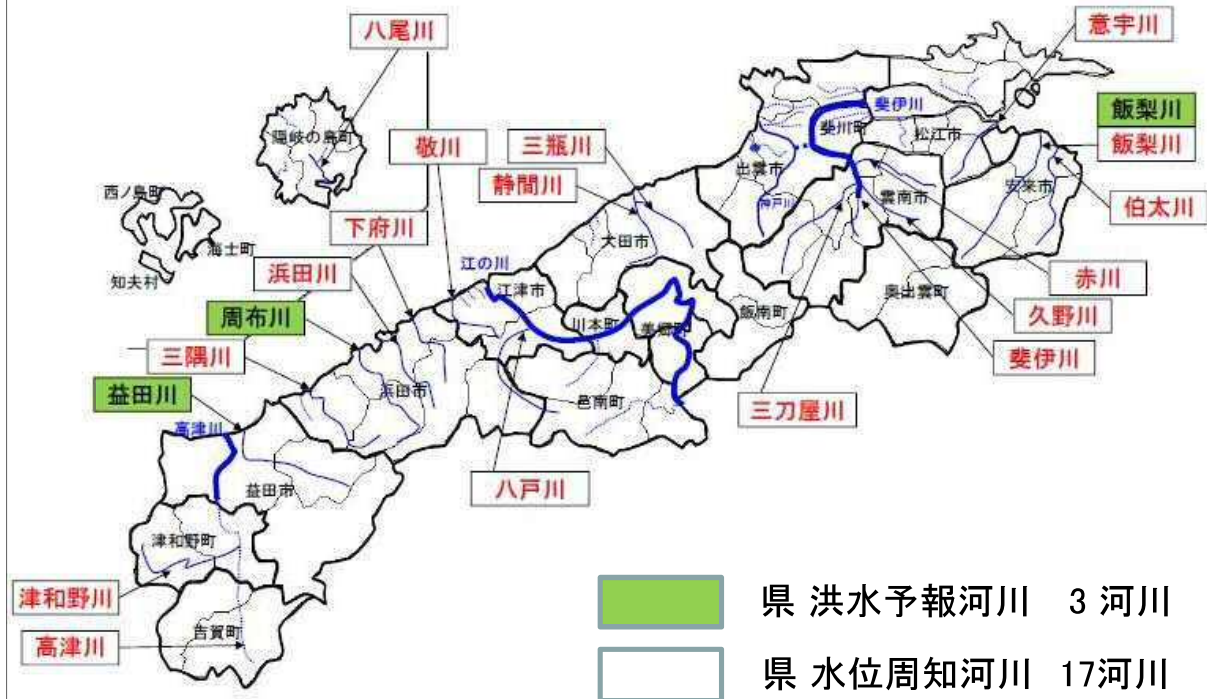 八尾川
意宇川
飯梨川
飯梨川
伯太川
斐伊川
斐川町
松江市
安来市
出雲市
雲南市
神戸川
隠岐の島町
敬川
三瓶川
静間川
西ノ島町
海士町
知夫村
下府川
浜田川
江の川
大田市
江津市
川本町
美郷町
飯南町
奥出雲町
赤川
久野川
斐伊川
三刀屋川
周布川
三隅川
浜田市
邑南町
益田川
高津川
益田市
八戸川
津和野町
津和野川
吉賀町
高津川
県 洪水予報河川 3 河川
県 水位周知河川 17河川